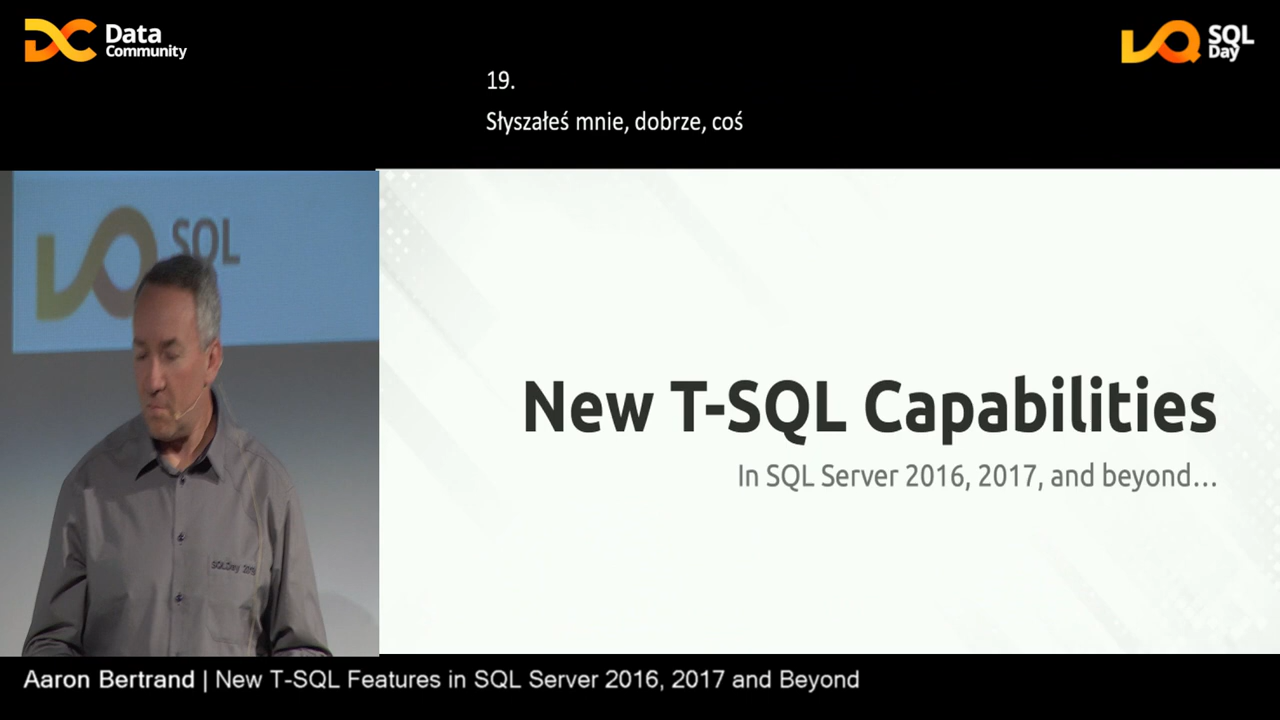 Data
Community
SQL
Day
19.
Słyszałeś mnie, dobrze, coś
SQL
New T-SQL Capabilities
In SQL Server 2016, 2017, and beyond...
Aaron Bertrand | New T-SQL Features in SQL Server 2016, 2017 and Beyond